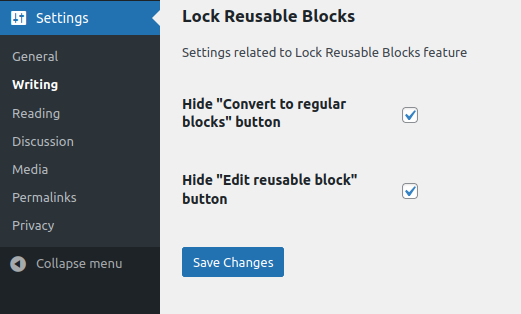 Settings
General
Writing
Reading
Discussion
Media
Permalinks
Privacy
Collapse menu
Lock Reusable Blocks
Settings related to Lock Reusable Blocks feature
Hide "Convert to regular
blocks" button
Hide "Edit reusable block"
button
Save Changes